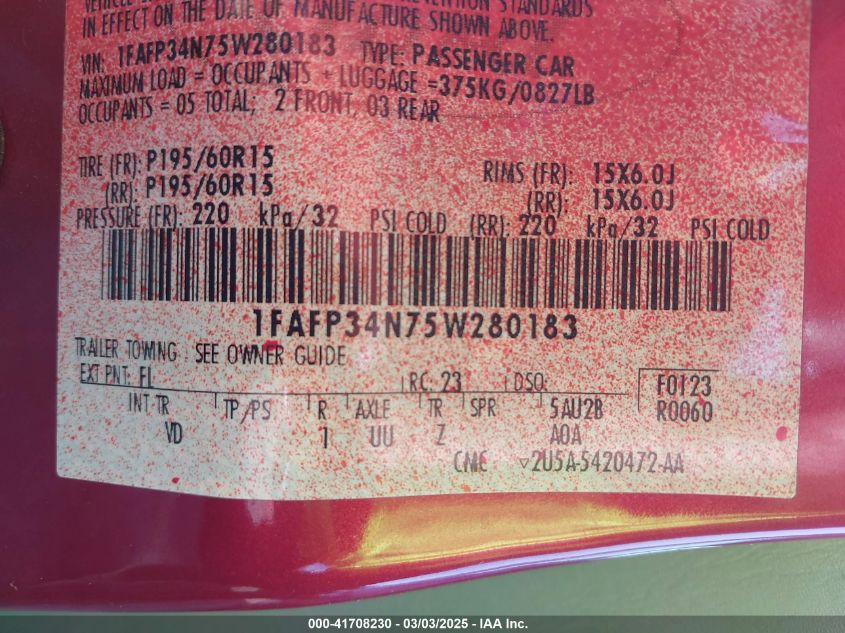 IN EFFECT ON THE DATE OF MANUFACTURE SHOWN ABOVE.
VIN: 1FAFP34N75W280183 TYPE: PASSENGER CAR
MAXIMUM LOAD = OCCUPANTS + LUGGAGE =375KG/0827LB
OCCUPANTS = 05 TOTAL; 2 FRONT, 03 REAR
TIRE (FR): P195/60R15 RIMS (FR): 15X6.0J
(RR): P195/60R15 (RR): 15X6.0J
PRESSURE (FR): 220 kPa/32 PSI COLD (RR): 220 kPa/32 PSI COLD
1FAFP34N75W280183
TRAILER TOWING - SEE OWNER GUIDE
EXT PNT: FL RC: 23 DSO: F0123
INT TR TP/PS R AXLE TR SPR 5AU2B R0060
VD 1 UU Z A0A
CME ▽2U5A-5420472-AA
000-41708230 - 03/03/2025 - IAA Inc.